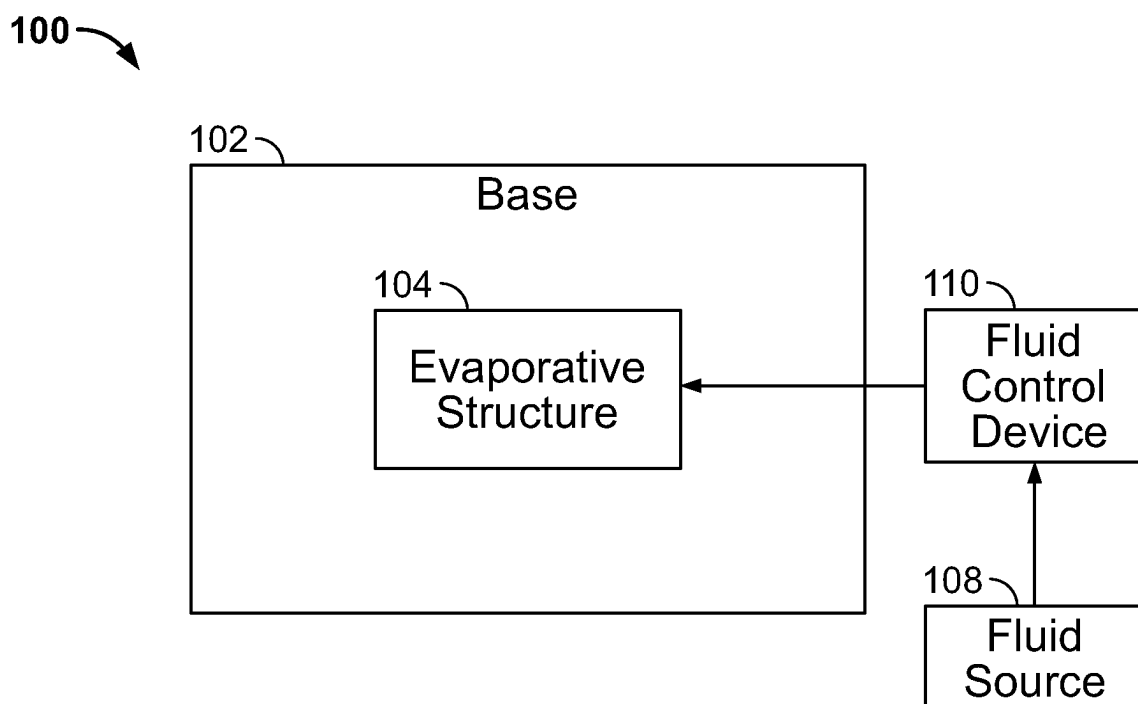 100
102
Base
104
Evaporative
Structure
110
Fluid
Control
Device
108
Fluid
Source